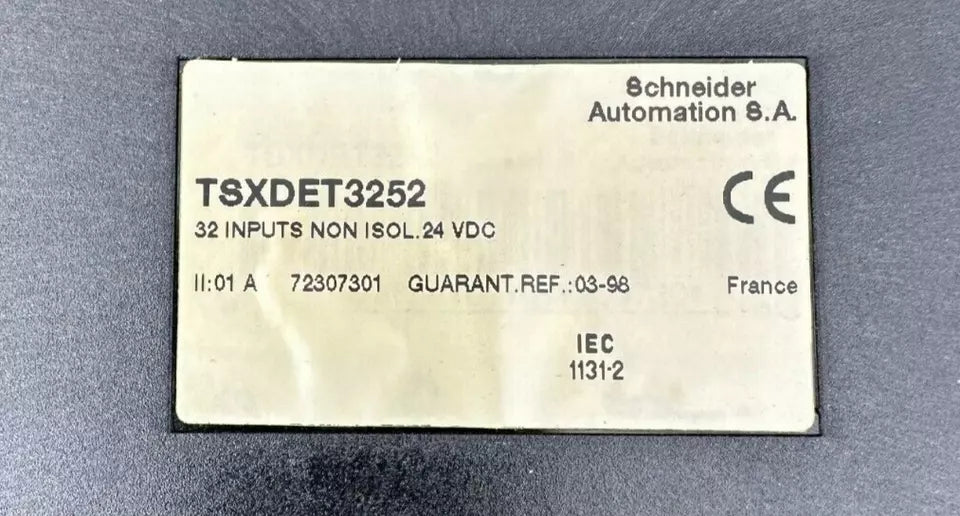 Schneider
Automation S.A.
TSXDET3252
CE
32 INPUTS NON ISOL.24 VDC
II:01 A 72307301 GUARANT.REF.:03-98 France
IEC
1131-2